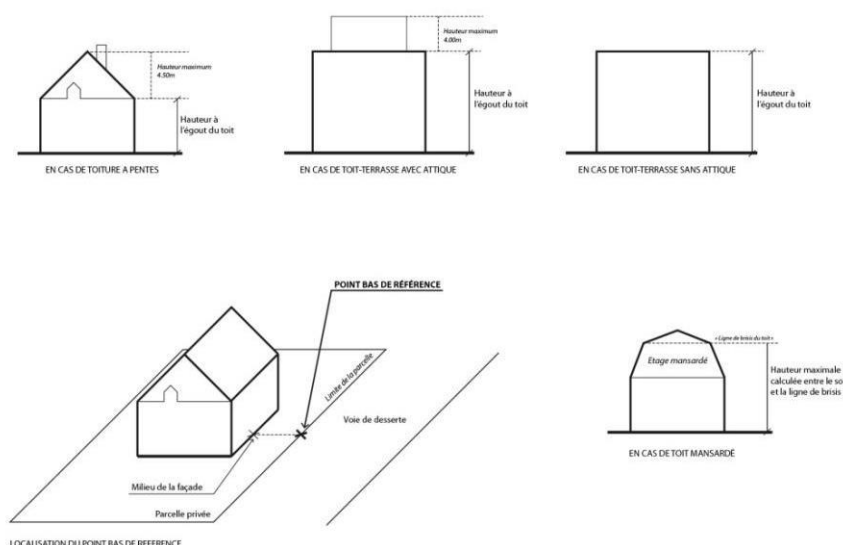 Hauteur maximum
4.50m
Hauteur à
l'égout du toit
EN CAS DE TOITURE A PENTES
Hauteur maximum
4.00m
Hauteur à
l'égout du toit
EN CAS DE TOIT-TERRASSE AVEC ATTIQUE
Hauteur à
l'égout du toit
EN CAS DE TOIT-TERRASSE SANS ATTIQUE
POINT BAS DE RÉFÉRENCE
Limite de la parcelle
Voie de desserte
Milieu de la façade
Parcelle privée
LOCALISATION DU POINT BAS DE REFERENCE
«Ligne de brisis du toit»
Etage mansardé
Hauteur maximale
calculée entre le so
et la ligne de brisis
EN CAS DE TOIT MANSARDÉ